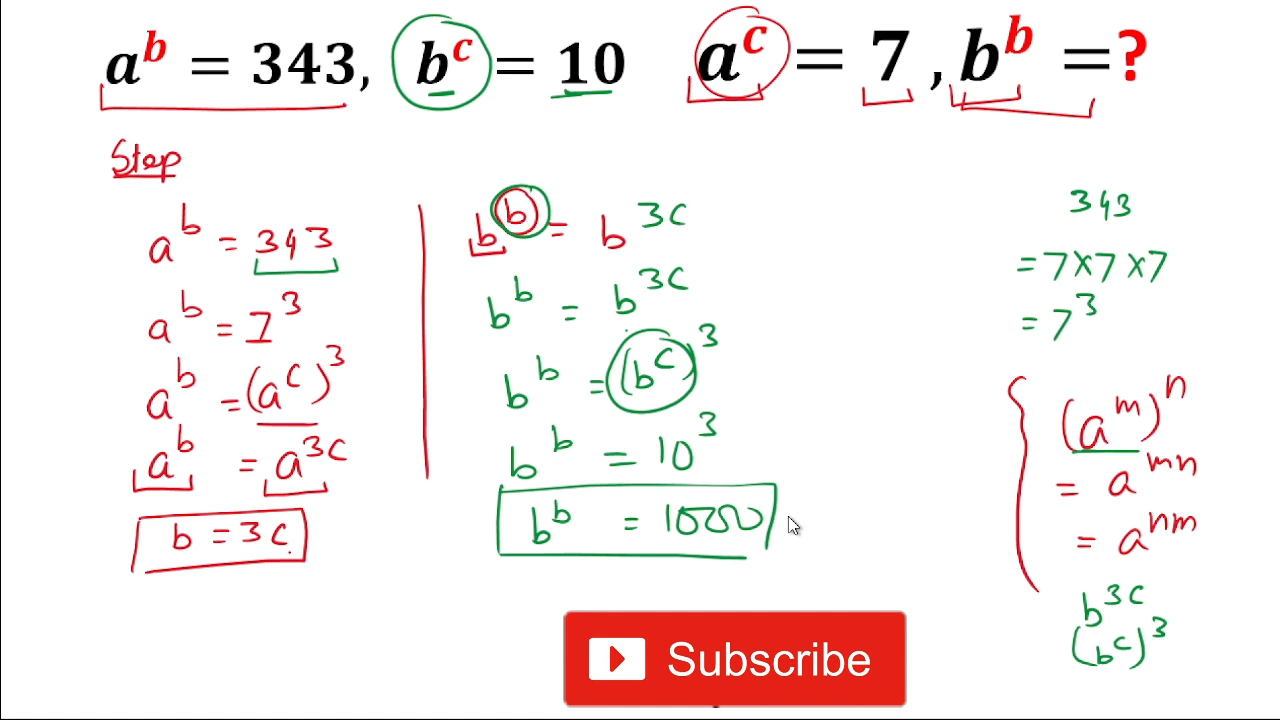 a^b = 343, b^c = 10 a^c = 7 , b^b =?
Step
a^b = 343
a^b = 7^3
a^b = (a^c)^3
a^b = a^3c
b = 3c.
b^b = b^3c
b^b = b^3c
b^b = (b^c)^3
b^b = 10^3
b^b = 1000
343
= 7×7×7
= 7^3
(a^m)^n
= a^mn
= a^nm
b^3c
(b^c)^3
Subscribe